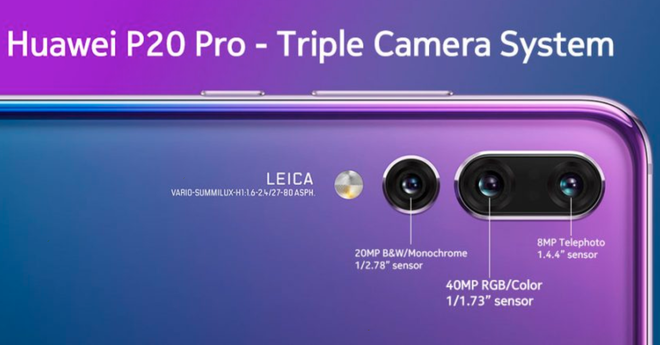 Huawei P20 Pro - Triple Camera System
LEICA
VARIO-SUMMILUX-H1:1.6-2.4/27-80 ASPH.
20MP B&W/Monochrome
1/2.78" sensor
8MP Telephoto
1.4.4" sensor
40MP RGB/Color
1/1.73" sensor